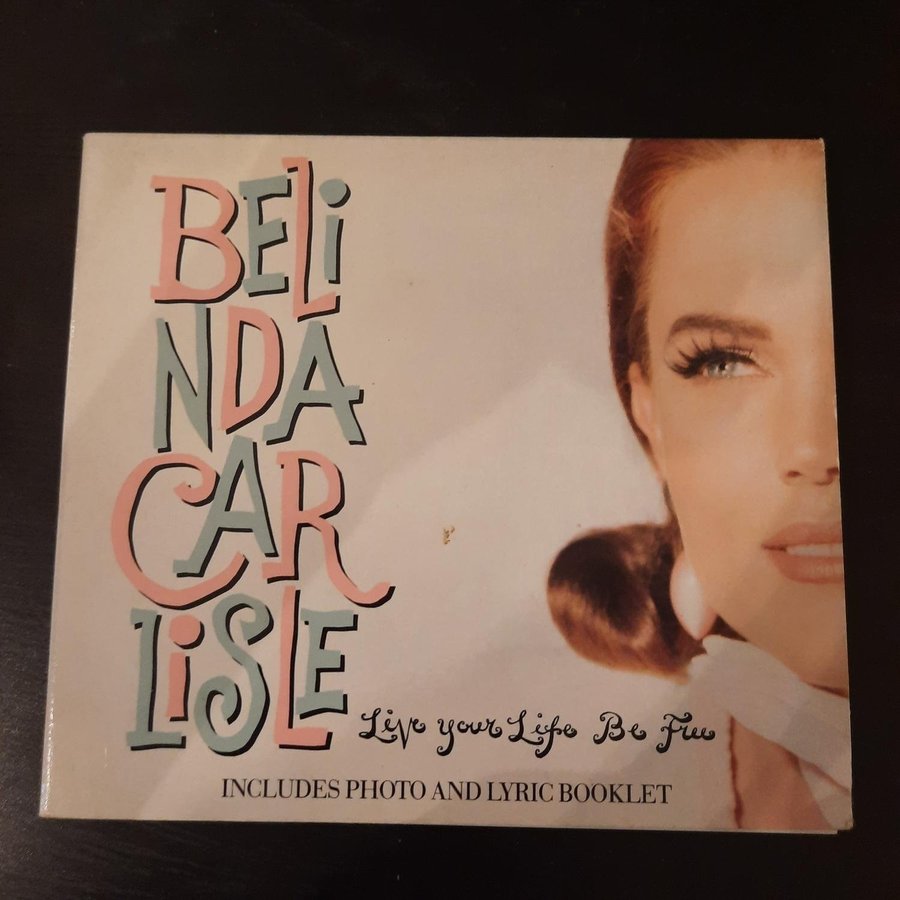 BELi
NDA
CAR
LiSLE
Live your Life Be Free
INCLUDES PHOTO AND LYRIC BOOKLET